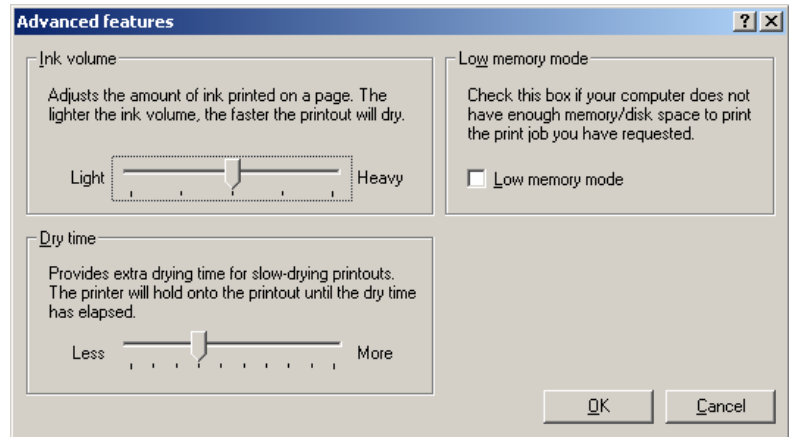 Advanced features
Ink volume
Adjusts the amount of ink printed on a page. The
lighter the ink volume, the faster the printout will dry.
Light
Heavy
Low memory mode
Check this box if your computer does not
have enough memory/disk space to print
the print job you have requested.
Low memory mode
Dry time
Provides extra drying time for slow-drying printouts.
The printer will hold onto the printout until the dry time
has elapsed.
Less
More
OK
Cancel